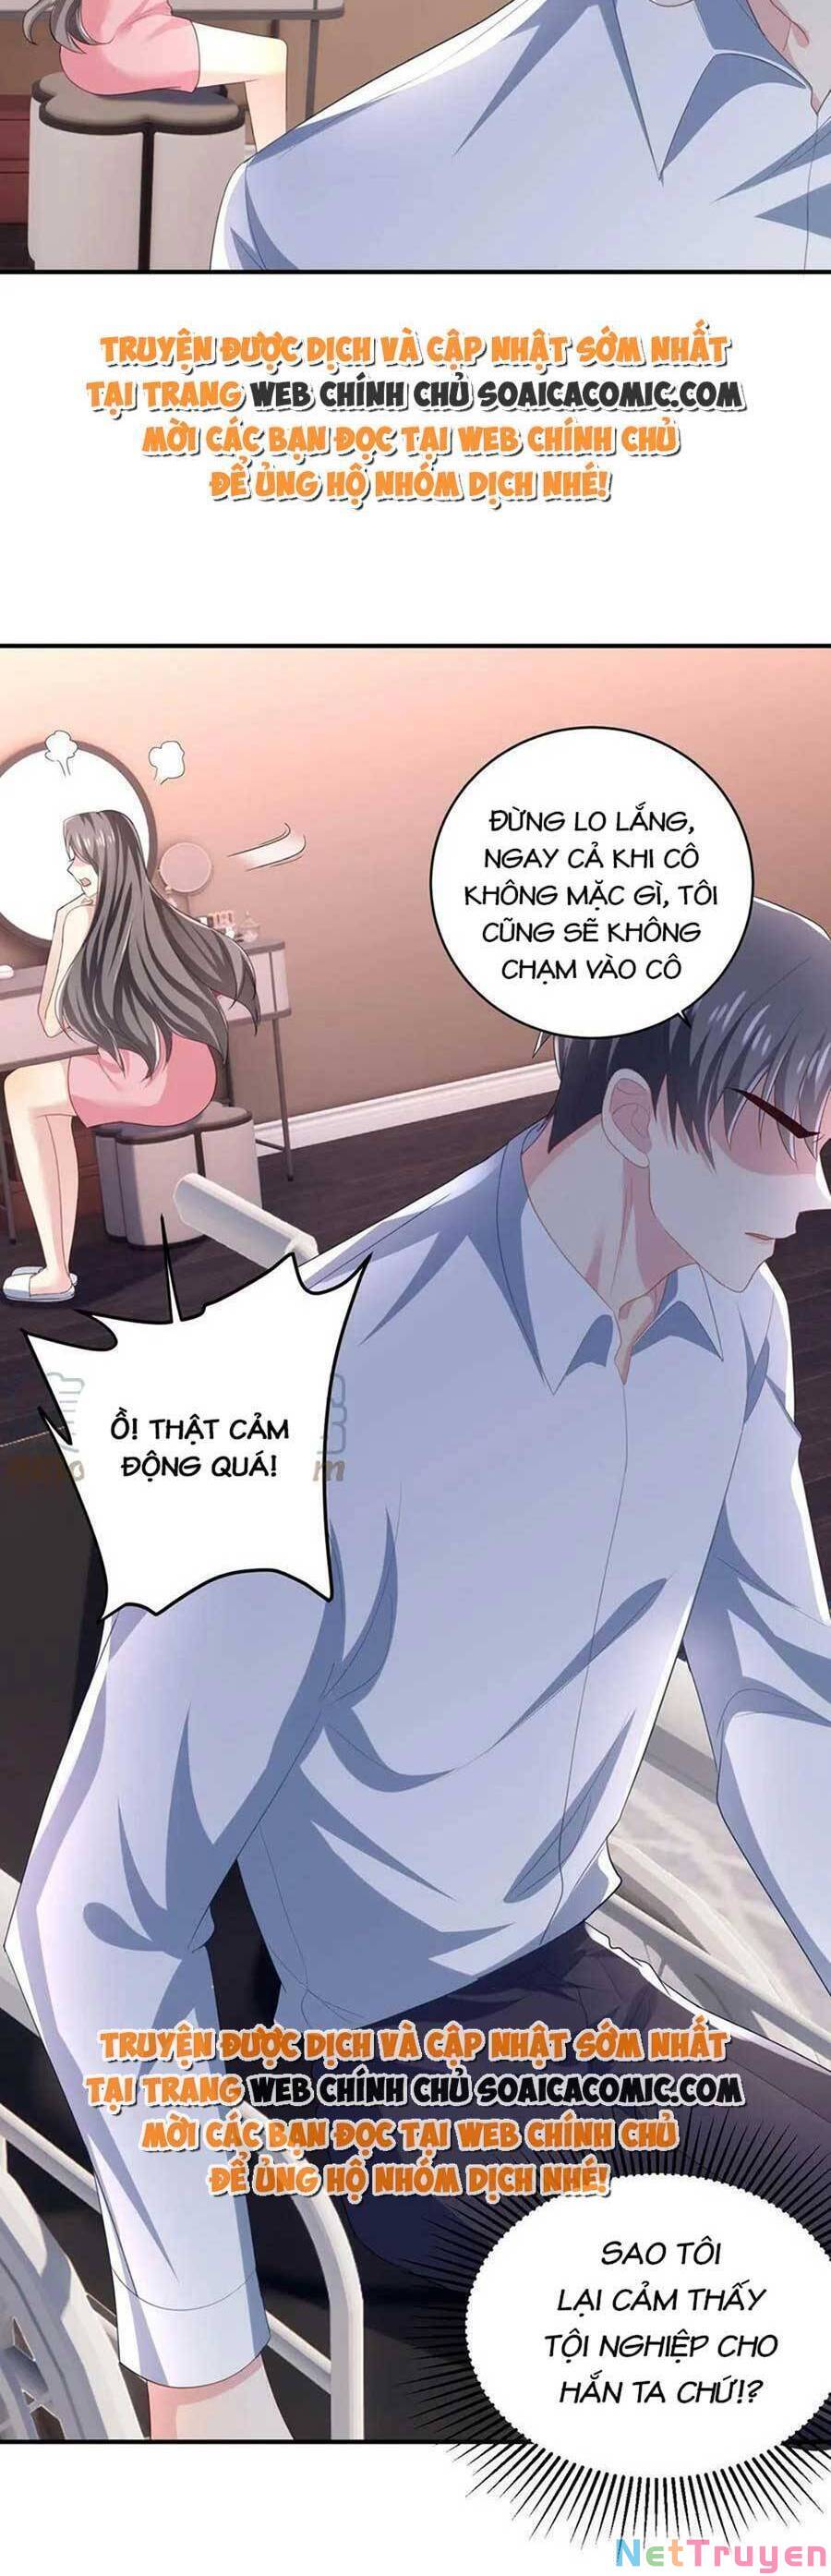 TRUYỆN ĐƯỢC DỊCH VÀ CẬP NHẬT SỚM NHẤT
TẠI TRANG WEB CHÍNH CHỦ SOAICACOMIC.COM
MỜI CÁC BẠN ĐỌC TẠI WEB CHÍNH CHỦ
ĐỂ ỦNG HỘ NHÓM DỊCH NHÉ!
ĐỪNG LO LẮNG,
NGAY CẢ KHI CÔ
KHÔNG MẶC GÌ, TÔI
CŨNG SẼ KHÔNG
CHẠM VÀO CÔ
Ồ! THẬT CẢM
ĐỘNG QUÁ!
TRUYỆN ĐƯỢC DỊCH VÀ CẬP NHẬT SỚM NHẤT
TẠI TRANG WEB CHÍNH CHỦ SOAICACOMIC.COM
MỜI CÁC BẠN ĐỌC TẠI WEB CHÍNH CHỦ
ĐỂ ỦNG HỘ NHÓM DỊCH NHÉ!
SAO TÔI
LẠI CẢM THẤY
TỘI NGHIỆP CHO
HẮN TA CHỨ!?
NetTruyen